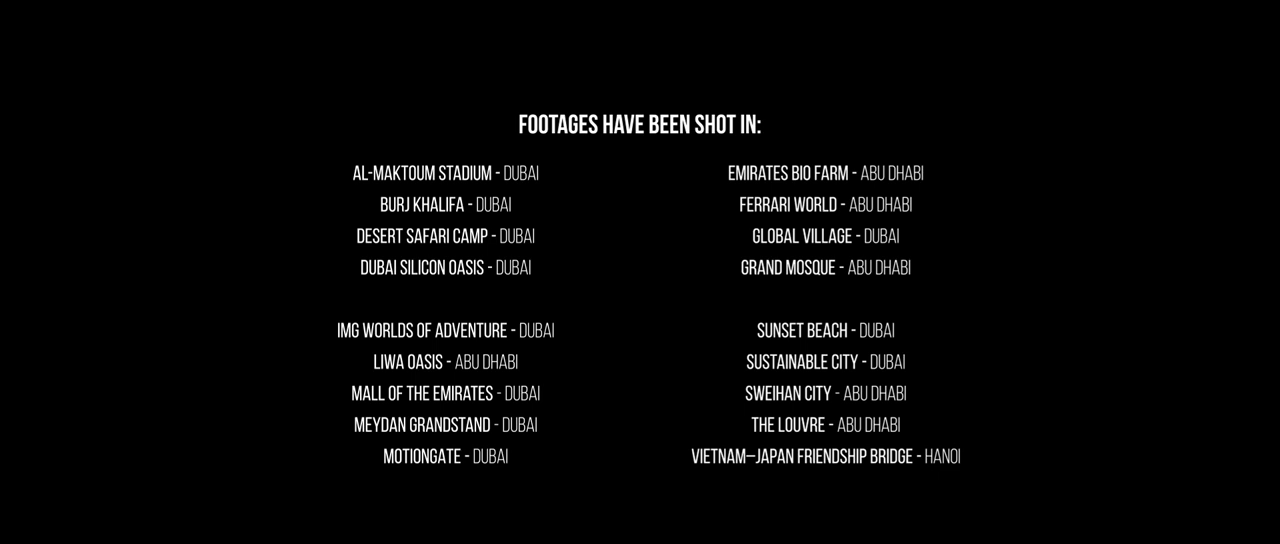 FOOTAGES HAVE BEEN SHOT IN:
AL-MAKTOUM STADIUM - DUBAI
BURJ KHALIFA - DUBAI
DESERT SAFARI CAMP - DUBAI
DUBAI SILICON OASIS - DUBAI
IMG WORLDS OF ADVENTURE - DUBAI
LIWA OASIS - ABU DHABI
MALL OF THE EMIRATES - DUBAI
MEYDAN GRANDSTAND - DUBAI
MOTIONGATE - DUBAI
EMIRATES BIO FARM - ABU DHABI
FERRARI WORLD - ABU DHABI
GLOBAL VILLAGE - DUBAI
GRAND MOSQUE - ABU DHABI
SUNSET BEACH - DUBAI
SUSTAINABLE CITY - DUBAI
SWEIHAN CITY - ABU DHABI
THE LOUVRE - ABU DHABI
VIETNAM–JAPAN FRIENDSHIP BRIDGE - HANOI